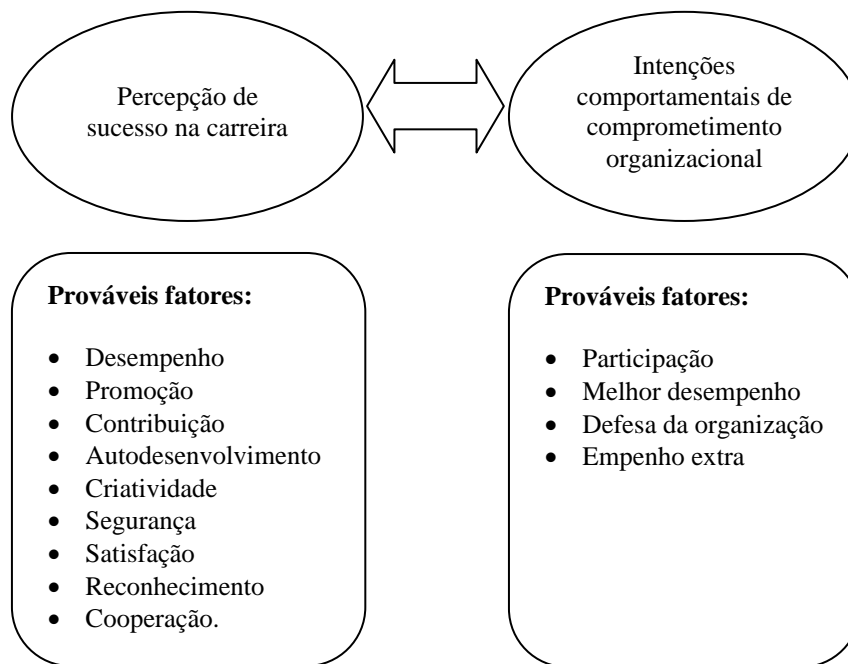 Percepção de
sucesso na carreira
Intenções
comportamentais de
comprometimento
organizacional
Prováveis fatores:
• Desempenho
• Promoção
• Contribuição
• Autodesenvolvimento
• Criatividade
• Segurança
• Satisfação
• Reconhecimento
• Cooperação.
Prováveis fatores:
• Participação
• Melhor desempenho
• Defesa da organização
• Empenho extra